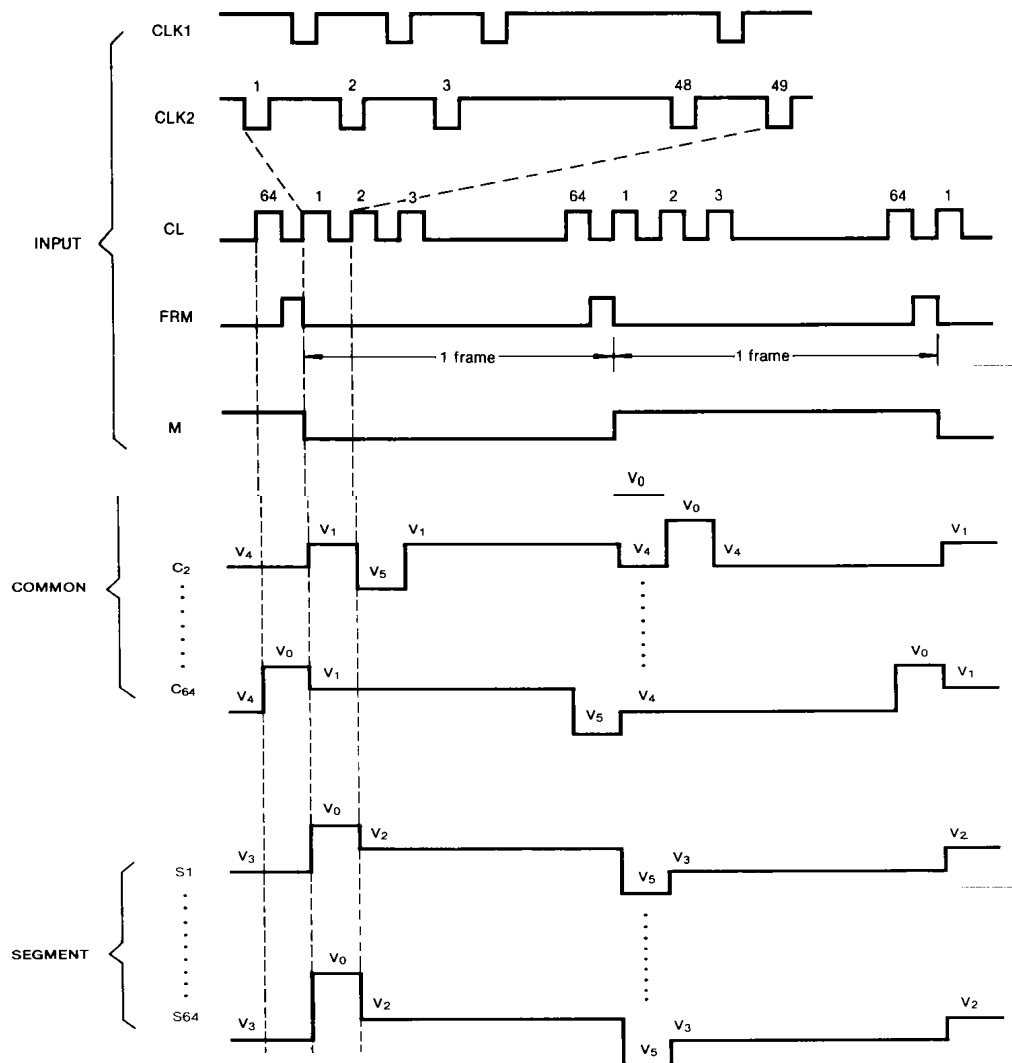 CLK1
1 2 3 48 49
CLK2
64 1 2 3 64 1 2 3 64 1
CL
INPUT
FRM
1 frame 1 frame
M
V0
V0
V1 V1 V1
V4 V4 V4
C2
V5
COMMON
V0 V0
V1 V1
C64
V4 V5 V4
V0
V2 V2
V3 V3
S1 V5
SEGMENT
V0
V2 V2
S64
V3 V3
V5